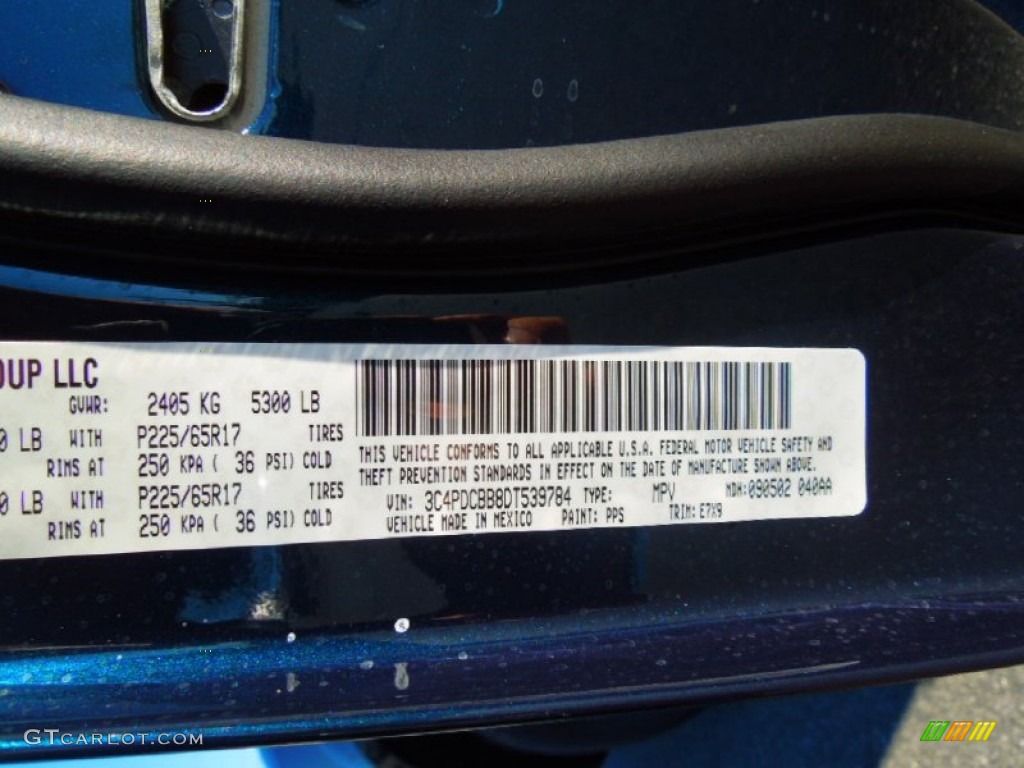 OUP LLC
GVWR: 2405 KG 5300 LB
0 LB WITH P225/65R17 TIRES
RIMS AT 250 KPA ( 36 PSI) COLD
0 LB WITH P225/65R17 TIRES
RIMS AT 250 KPA ( 36 PSI) COLD
THIS VEHICLE CONFORMS TO ALL APPLICABLE U.S.A. FEDERAL MOTOR VEHICLE SAFETY AND
THEFT PREVENTION STANDARDS IN EFFECT ON THE DATE OF MANUFACTURE SHOWN ABOVE.
VIN: 3C4PDCBB8DT539784 TYPE: MPV MDH:090502 040AA
VEHICLE MADE IN MEXICO PAINT: PPS TRIM: E7X9
GTCARLOT.COM